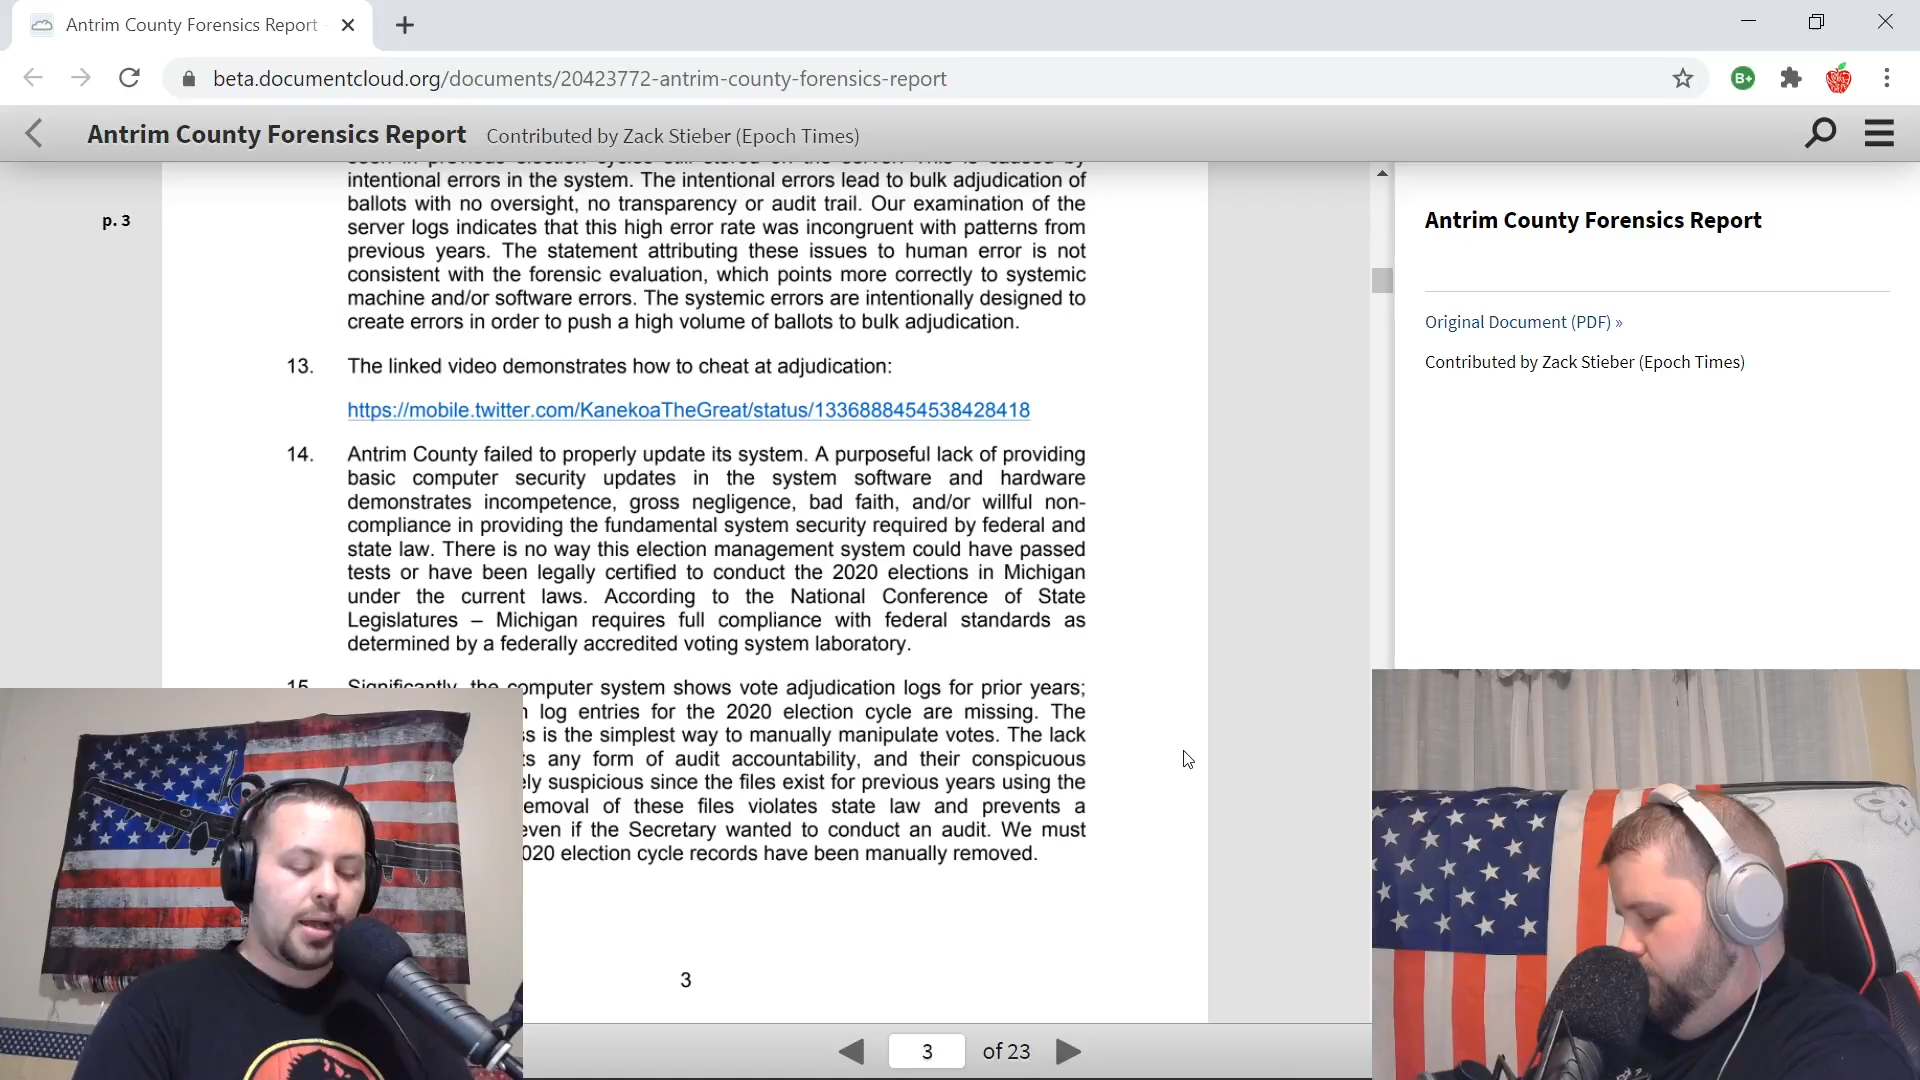 Antrim County Forensics Report
beta.documentcloud.org/documents/20423772-antrim-county-forensics-report
B+
Antrim County Forensics Report Contributed by Zack Stieber (Epoch Times)
p. 3
intentional errors in the system. The intentional errors lead to bulk adjudication of
ballots with no oversight, no transparency or audit trail. Our examination of the
server logs indicates that this high error rate was incongruent with patterns from
previous years. The statement attributing these issues to human error is not
consistent with the forensic evaluation, which points more correctly to systemic
machine and/or software errors. The systemic errors are intentionally designed to
create errors in order to push a high volume of ballots to bulk adjudication.
13. The linked video demonstrates how to cheat at adjudication:
https://mobile.twitter.com/KanekoaTheGreat/status/1336888454538428418
14. Antrim County failed to properly update its system. A purposeful lack of providing
basic computer security updates in the system software and hardware
demonstrates incompetence, gross negligence, bad faith, and/or willful non-
compliance in providing the fundamental system security required by federal and
state law. There is no way this election management system could have passed
tests or have been legally certified to conduct the 2020 elections in Michigan
under the current laws. According to the National Conference of State
Legislatures – Michigan requires full compliance with federal standards as
determined by a federally accredited voting system laboratory.
15. Significantly, the computer system shows vote adjudication logs for prior years;
log entries for the 2020 election cycle are missing. The
is the simplest way to manually manipulate votes. The lack
any form of audit accountability, and their conspicuous
suspicious since the files exist for previous years using the
emoval of these files violates state law and prevents a
even if the Secretary wanted to conduct an audit. We must
020 election cycle records have been manually removed.
3
3 of 23
Antrim County Forensics Report
Original Document (PDF) »
Contributed by Zack Stieber (Epoch Times)